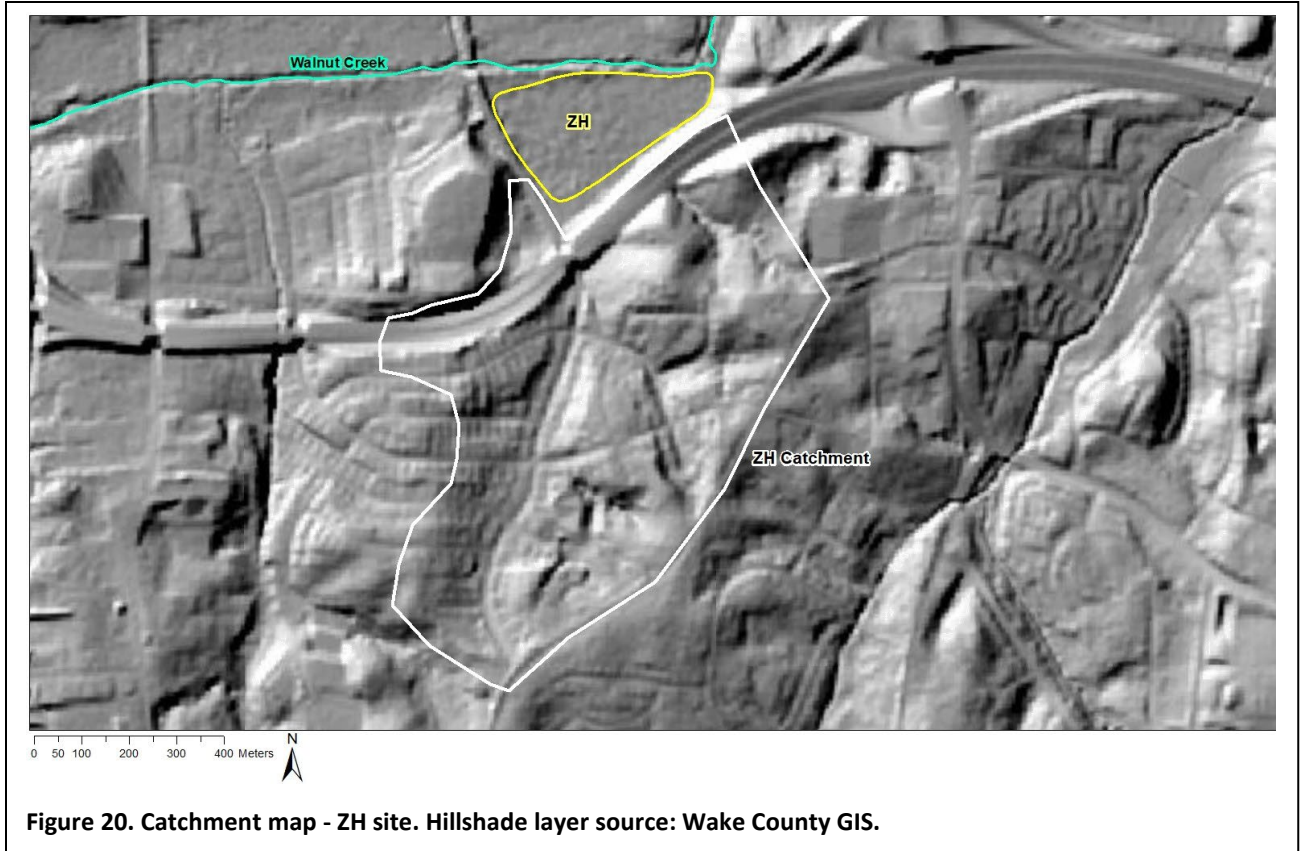 Walnut Creek
ZH
ZH Catchment
0 50 100 200 300 400 Meters
N
Figure 20. Catchment map - ZH site. Hillshade layer source: Wake County GIS.